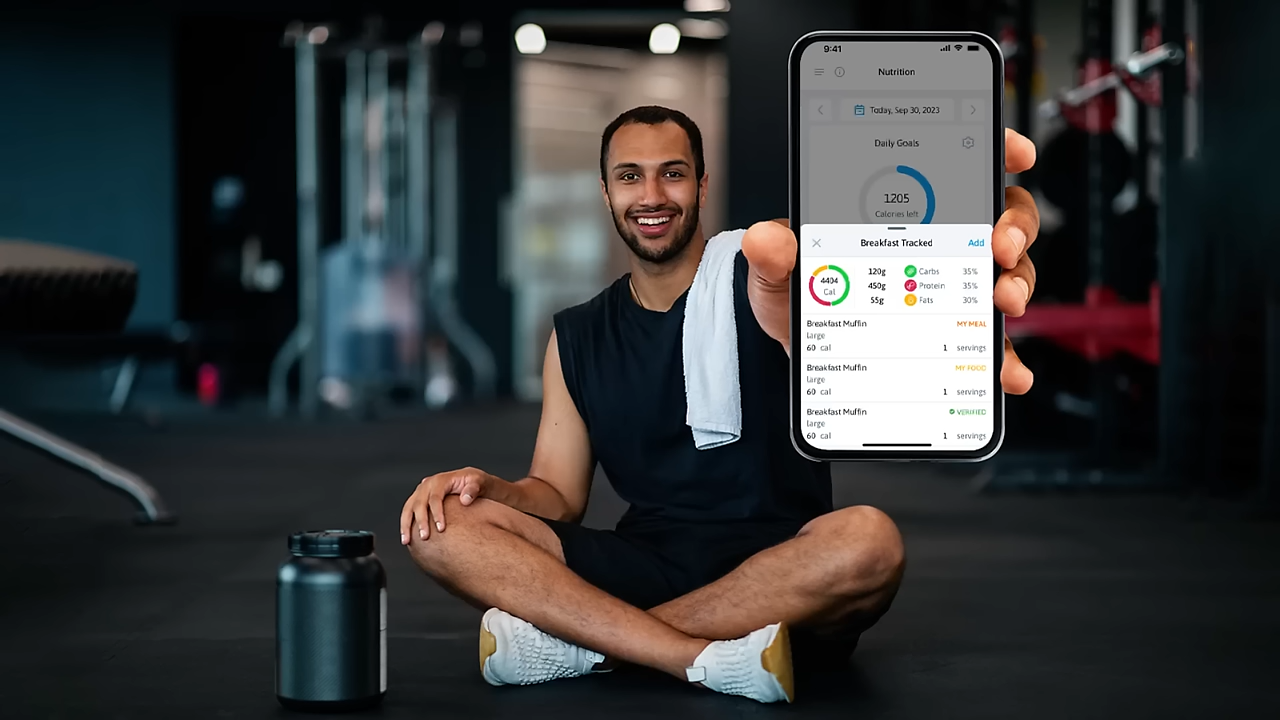 9:41
Nutrition
Today, Sep 30, 2023
Daily Goals
1205
Calories left
Breakfast Tracked
Add
4404
Cal
120g Carbs 35%
450g Protein 35%
55g Fats 30%
Breakfast Muffin MY MEAL
large
60 cal 1 servings
Breakfast Muffin MY FOOD
large
60 cal 1 servings
Breakfast Muffin VERIFIED
large
60 cal 1 servings